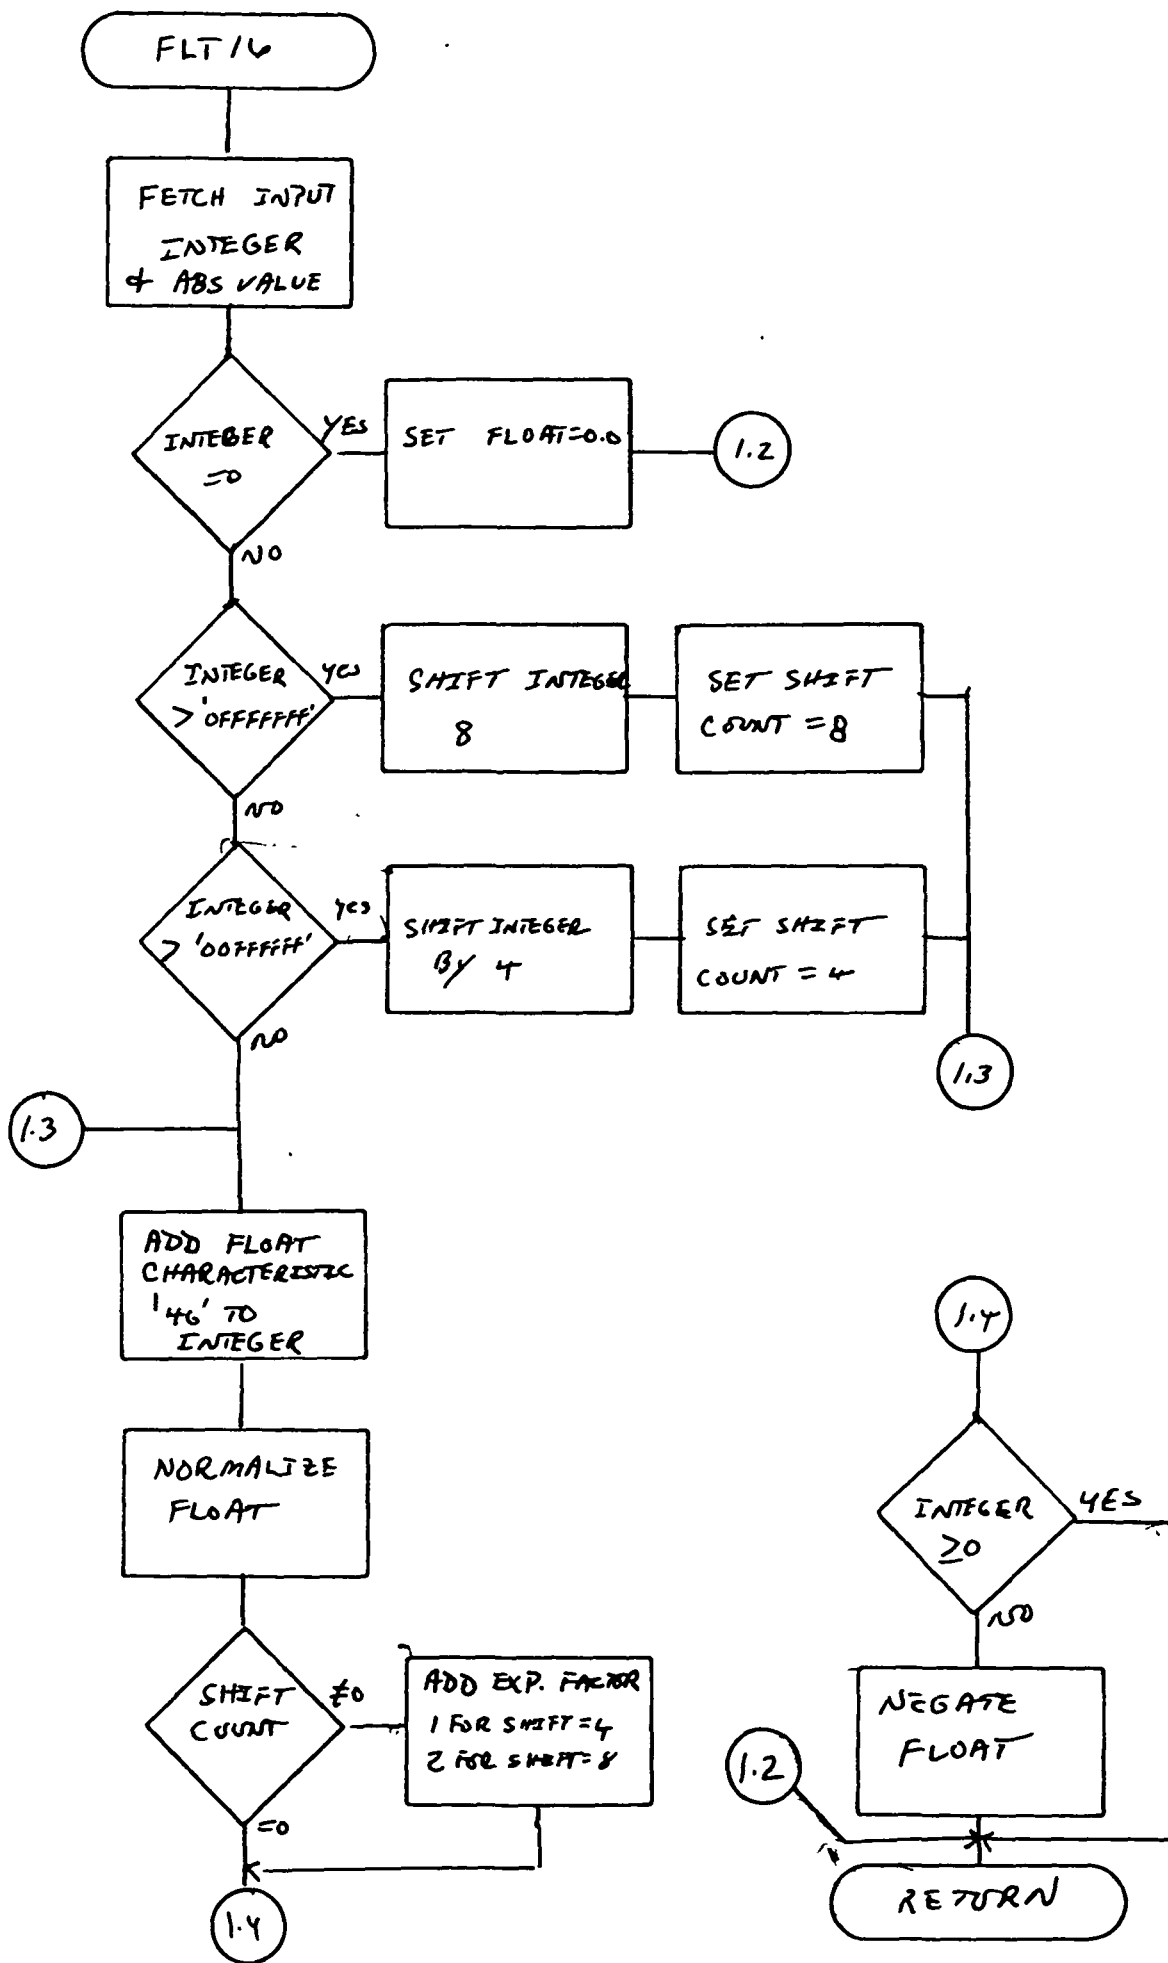 FLT16
FETCH INPUT
INTEGER
& ABS VALUE
INTEGER
=0
YES
SET FLOAT=0.0
1.2
NO
INTEGER
>'0FFFFFFF'
YES
SHIFT INTEGER
8
SET SHIFT
COUNT = 8
NO
INTEGER
> '00FFFFFF'
YES
SHIFT INTEGER
BY 4
SET SHIFT
COUNT = 4
NO
1.3
1.3
ADD FLOAT
CHARACTERISTIC
'46' TO
INTEGER
NORMALIZE
FLOAT
SHIFT
COUNT
≠0
ADD EXP. FACTOR
1 FOR SHIFT=4
2 FOR SHIFT=8
=0
1.4
1.4
INTEGER
≥0
YES
NO
NEGATE
FLOAT
1.2
RETURN